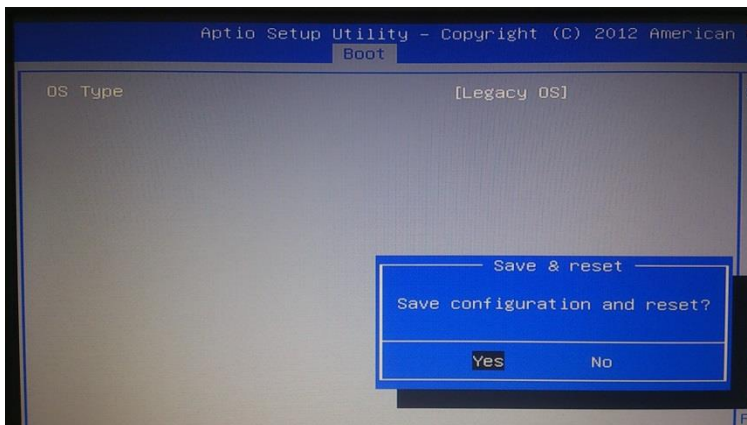 Aptio Setup Utility – Copyright (C) 2012 American
Boot
OS Type [Legacy OS]
Save & reset
Save configuration and reset?
Yes No